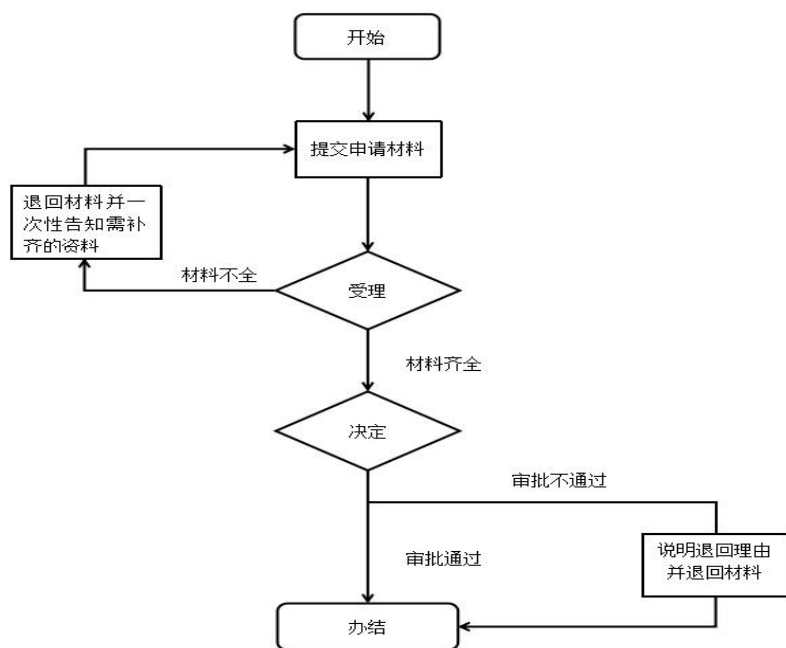 开始
提交申请材料
退回材料并一
次性告知需补
齐的资料
材料不全
受理
材料齐全
决定
审批不通过
审批通过
说明退回理由
并退回材料
办结